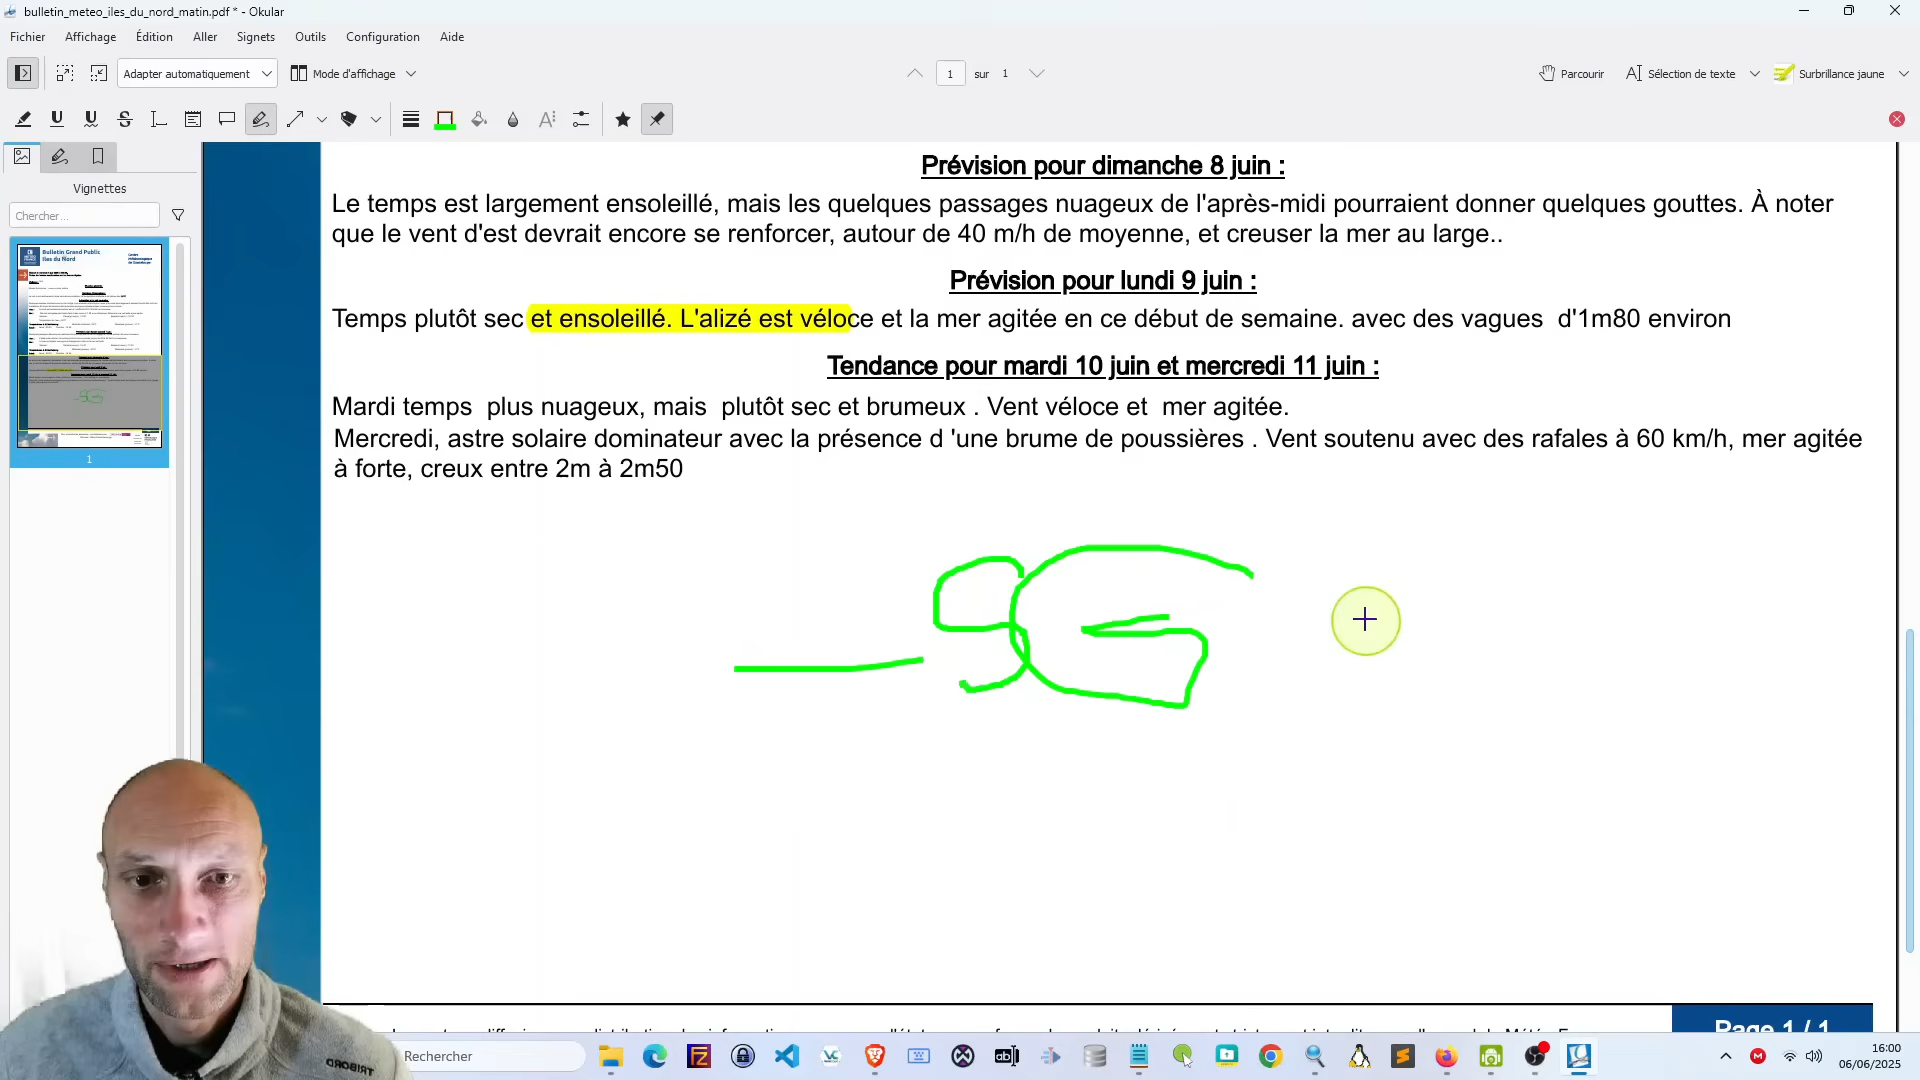 bulletin_meteo_iles_du_nord_matin.pdf * - Okular
Fichier Affichage Édition Aller Signets Outils Configuration Aide
Adapter automatiquement Mode d'affichage 1 sur 1 Parcourir Sélection de texte Surbrillance jaune
Vignettes
Chercher...
Bulletin Grand Public
Iles du Nord
1
Prévision pour dimanche 8 juin :
Le temps est largement ensoleillé, mais les quelques passages nuageux de l'après-midi pourraient donner quelques gouttes. À noter
que le vent d'est devrait encore se renforcer, autour de 40 m/h de moyenne, et creuser la mer au large..
Prévision pour lundi 9 juin :
Temps plutôt sec et ensoleillé. L'alizé est véloce et la mer agitée en ce début de semaine. avec des vagues d'1m80 environ
Tendance pour mardi 10 juin et mercredi 11 juin :
Mardi temps plus nuageux, mais plutôt sec et brumeux . Vent véloce et mer agitée.
Mercredi, astre solaire dominateur avec la présence d 'une brume de poussières . Vent soutenu avec des rafales à 60 km/h, mer agitée
à forte, creux entre 2m à 2m50
Page 1 / 1
TRIBORD
Rechercher
16:00
06/06/2025